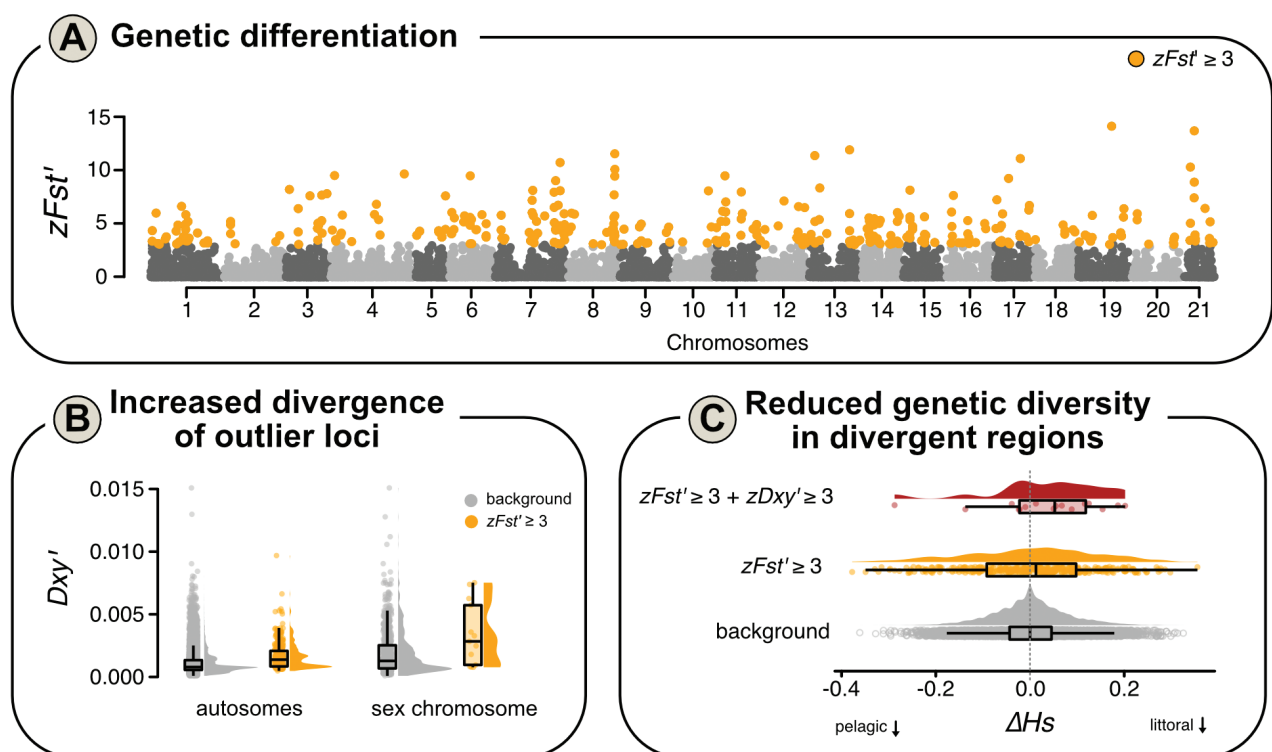 A Genetic differentiation
zFst' ≥ 3
zFst'
15
10
5
0
1 2 3 4 5 6 7 8 9 10 11 12 13 14 15 16 17 18 19 20 21
Chromosomes
B Increased divergence
of outlier loci
Dxy'
0.015
0.010
0.005
0.000
background
zFst' ≥ 3
autosomes sex chromosome
C Reduced genetic diversity
in divergent regions
zFst' ≥ 3 + zDxy' ≥ 3
zFst' ≥ 3
background
-0.4 -0.2 0.0 0.2
pelagic ↓ ΔHs littoral ↓